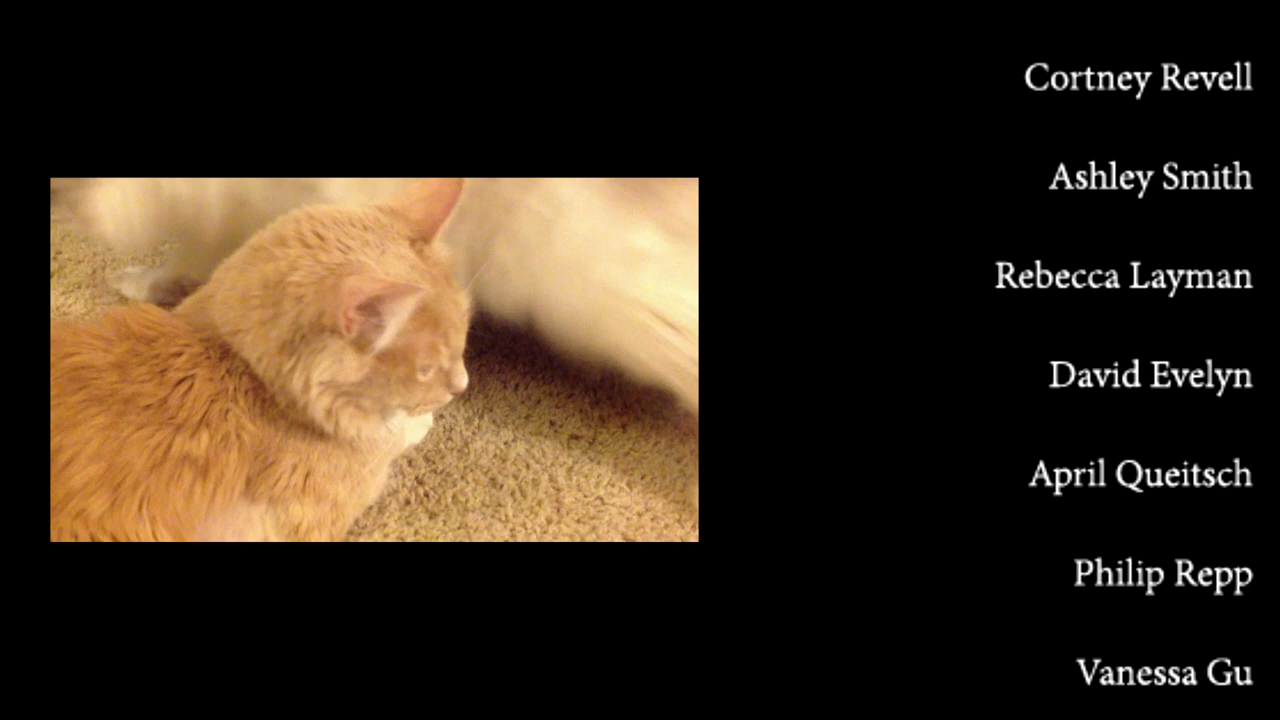 Cortney Revell
Ashley Smith
Rebecca Layman
David Evelyn
April Queitsch
Philip Repp
Vanessa Gu